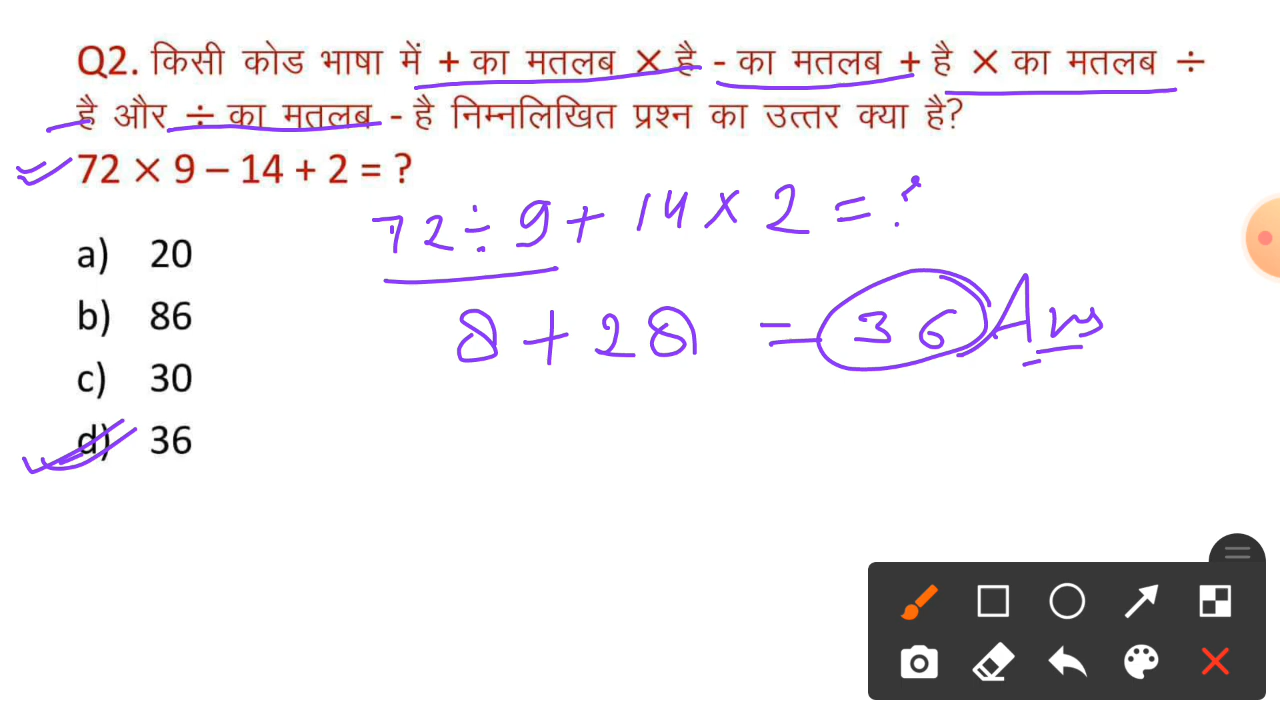 Q2. किसी कोड भाषा में + का मतलब × है - का मतलब + है × का मतलब ÷
है और ÷ का मतलब - है निम्नलिखित प्रश्न का उत्तर क्या है?
72 × 9 – 14 + 2 = ?
72 ÷ 9 + 14 × 2 = ?
a) 20
8 + 28 = 36 Ans
b) 86
c) 30
d) 36